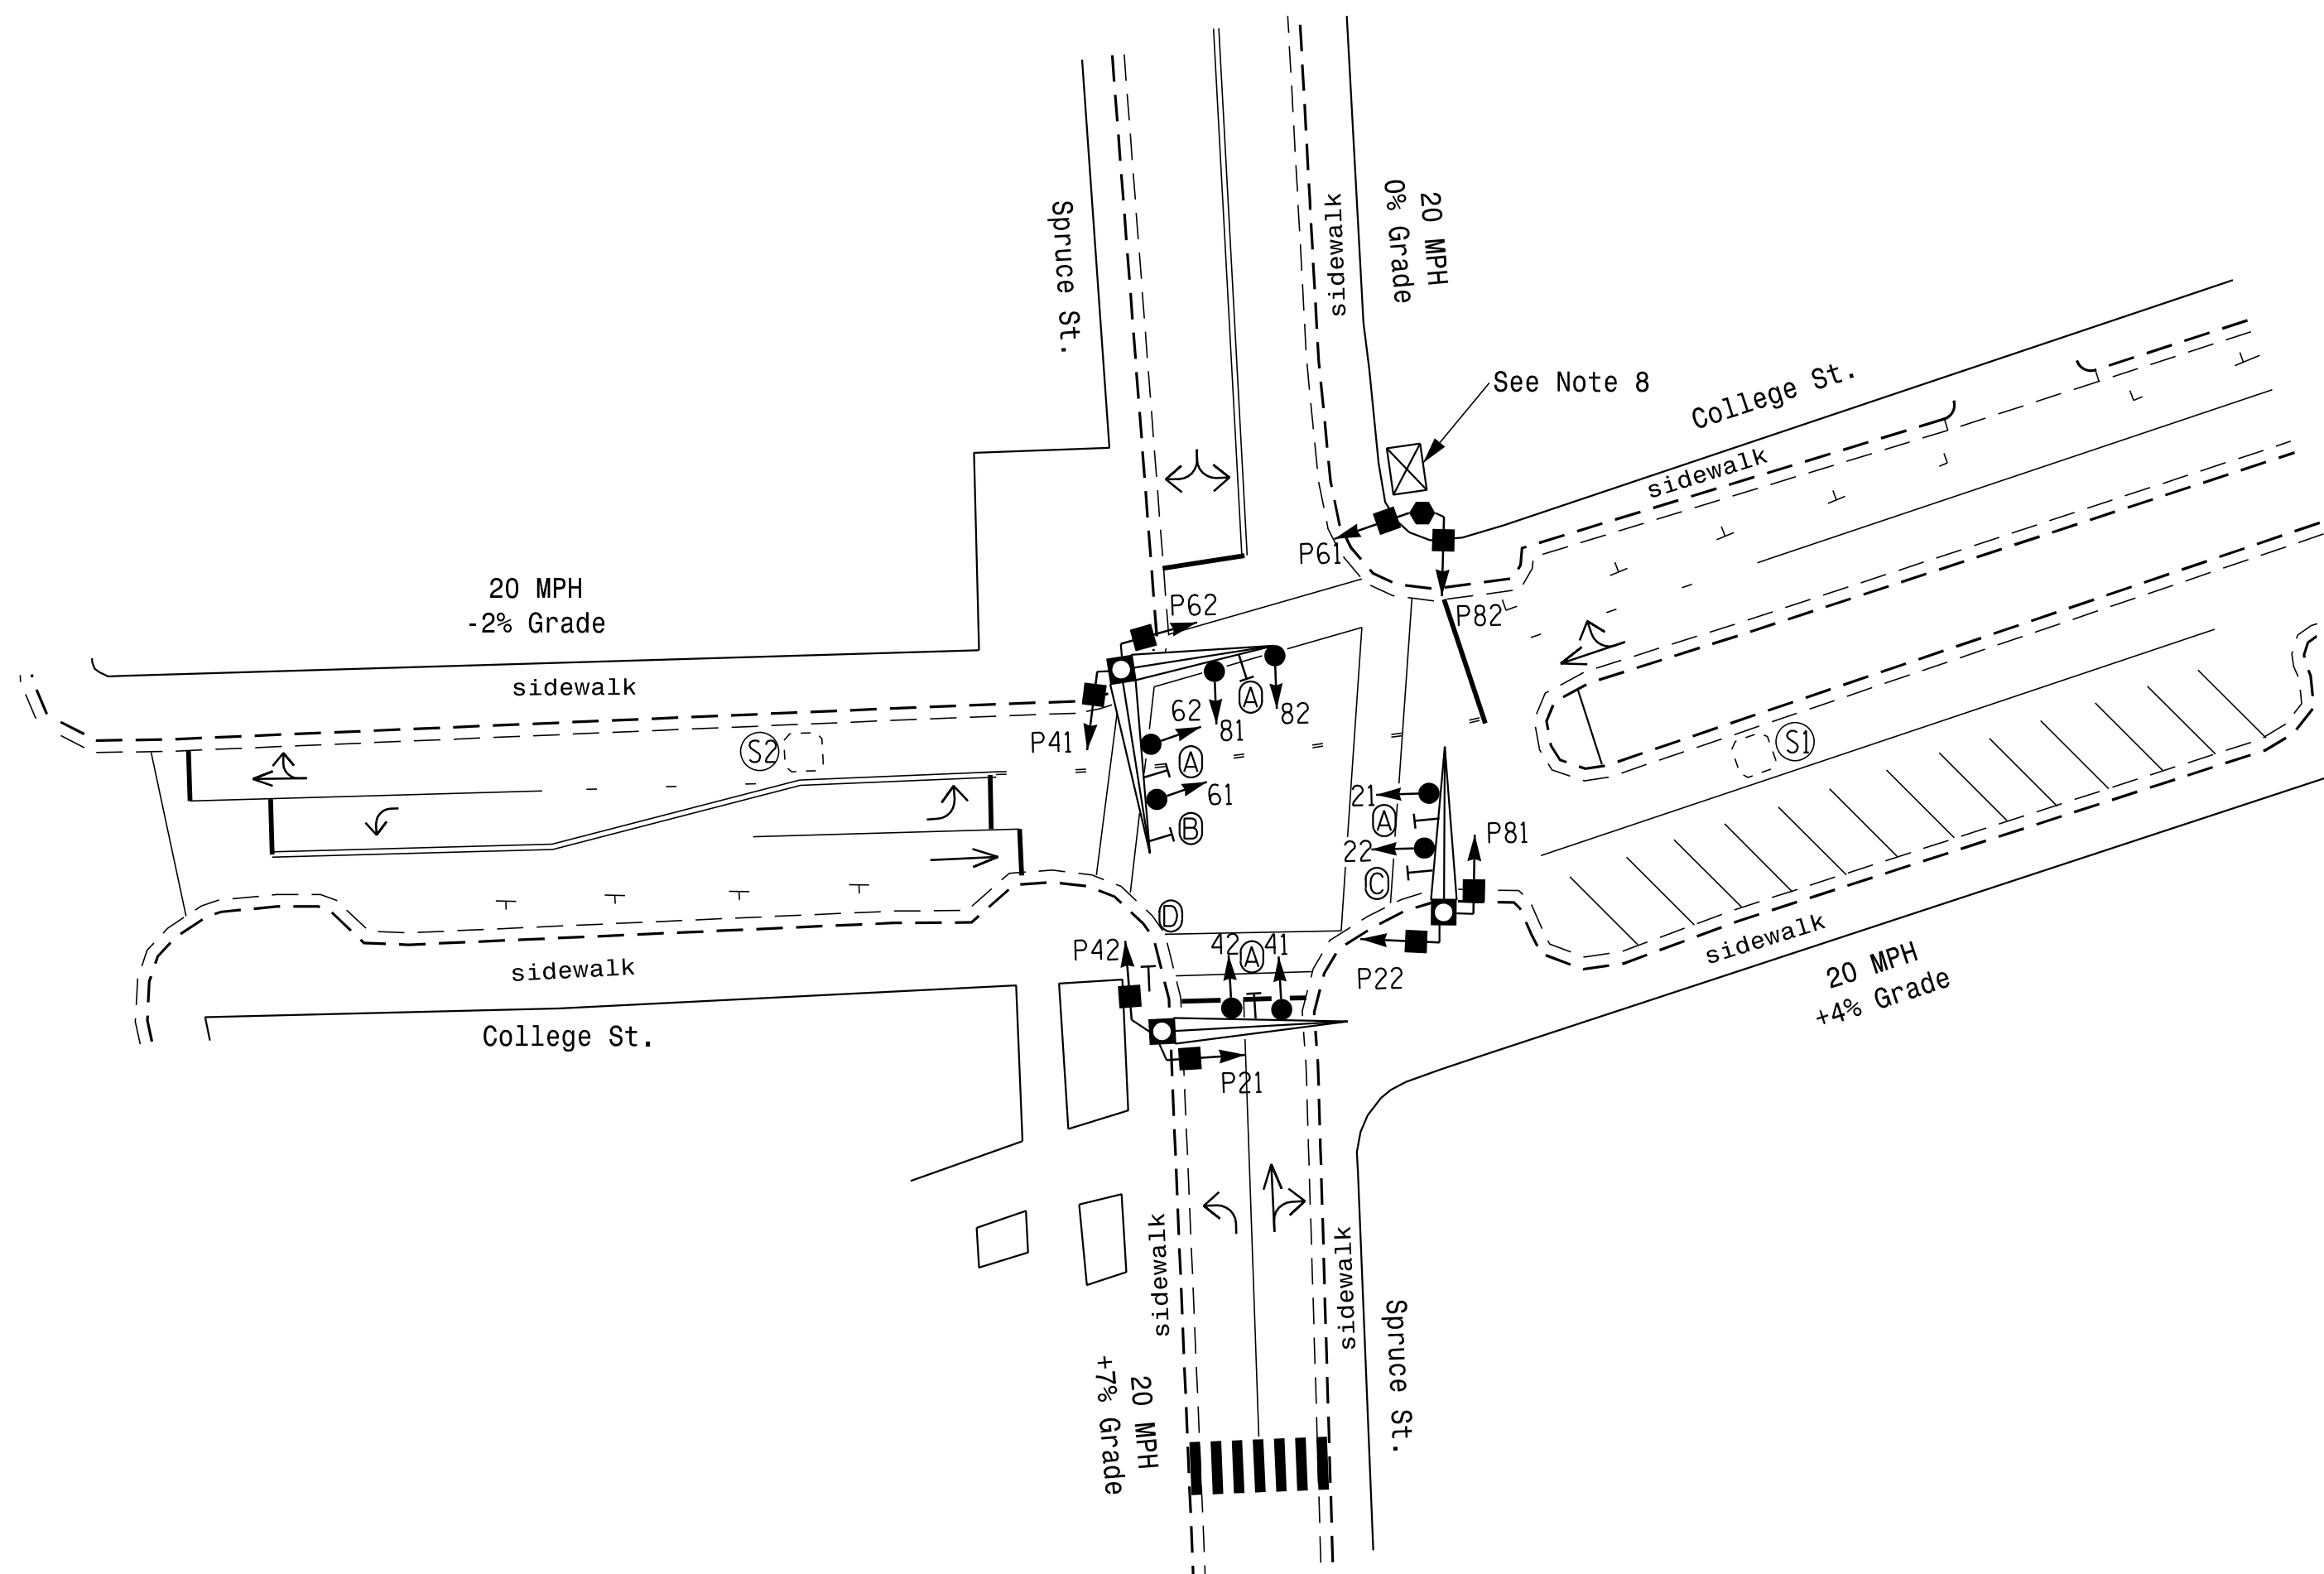 Spruce St.
sidewalk
20 MPH
0% Grade
See Note 8
College St.
sidewalk
P61
P82
P62
20 MPH
-2% Grade
sidewalk
P41
S2
62
81
A
82
A
61
B
S1
21
A
22
C
P81
P22
D
P42
42
A
41
P21
sidewalk
College St.
sidewalk
20 MPH
+4% Grade
sidewalk
sidewalk
Spruce St.
20 MPH
+7% Grade